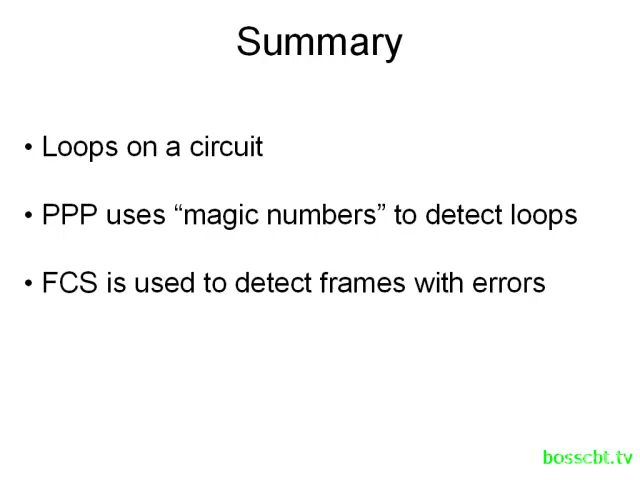 Summary
• Loops on a circuit
• PPP uses “magic numbers” to detect loops
• FCS is used to detect frames with errors
bosscbt.tv